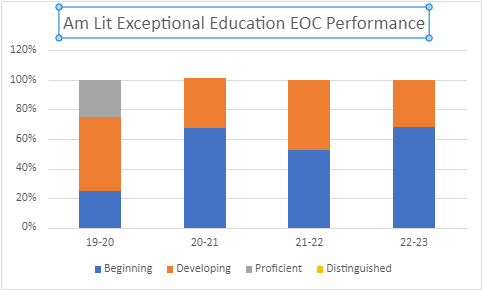 Am Lit Exceptional Education EOC Performance
120%
100%
80%
60%
40%
20%
0%
19-20 20-21 21-22 22-23
Beginning Developing Proficient Distinguished